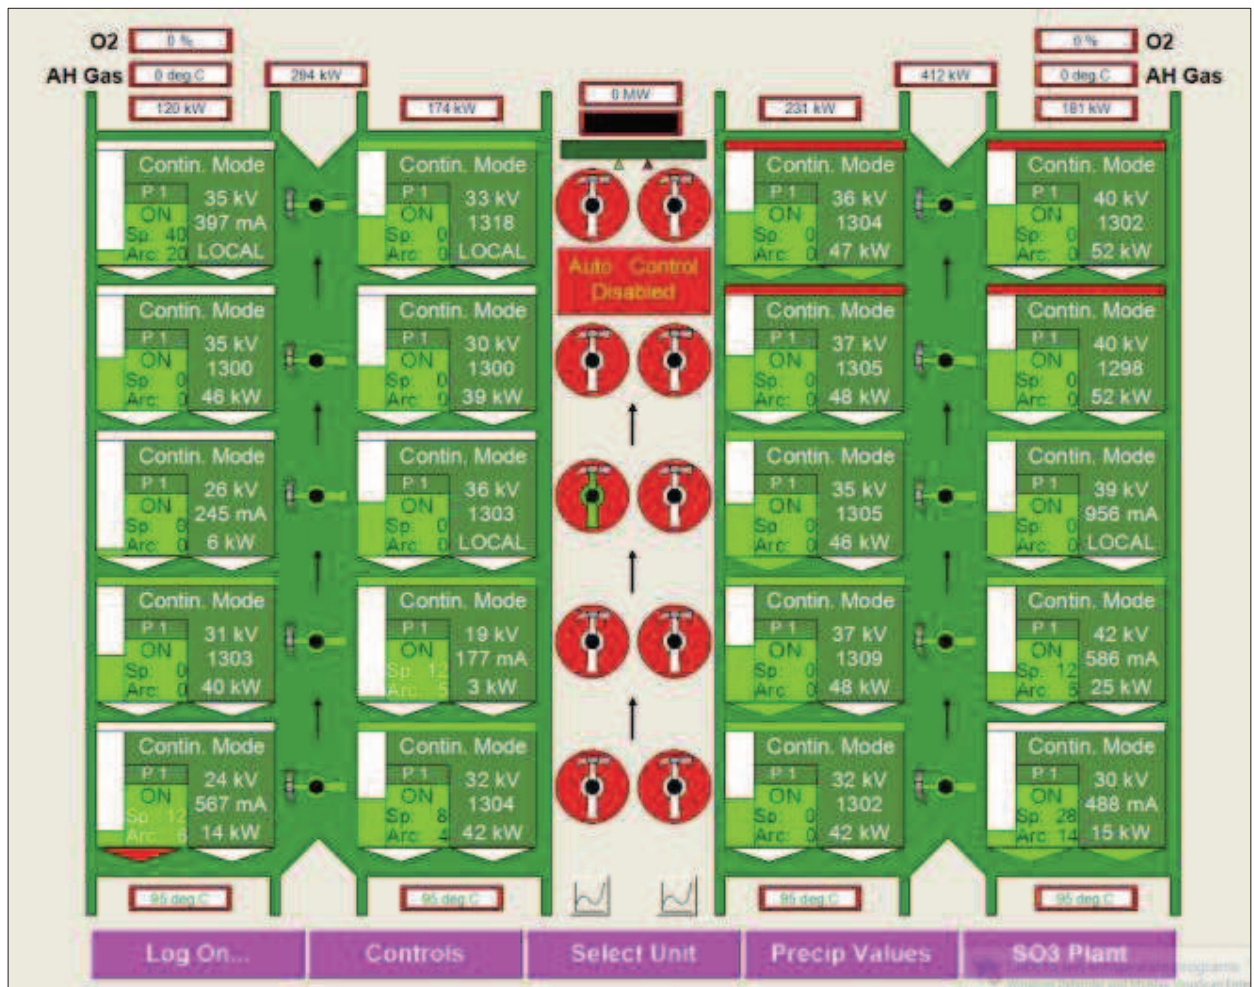 O2 0 % 0 % O2
AH Gas 0 deg C 284 kW 412 kW 0 deg C AH Gas
120 kW 174 kW 0 MW 231 kW 181 kW
Contin. Mode
P 1
35 kV
ON
397 mA
Sp: 40
Arc: 20
LOCAL
Contin. Mode
P 1
33 kV
ON
1318
Sp: 0
Arc: 0
LOCAL
Auto Control
Disabled
Contin. Mode
P 1
36 kV
ON
1304
Sp: 0
Arc: 0
47 kW
Contin. Mode
P 1
40 kV
ON
1302
Sp: 0
Arc: 0
52 kW
Contin. Mode
P 1
35 kV
ON
1300
Sp: 0
Arc: 0
46 kW
Contin. Mode
P 1
30 kV
ON
1300
Sp: 0
Arc: 0
39 kW
Contin. Mode
P 1
37 kV
ON
1305
Sp: 0
Arc: 0
48 kW
Contin. Mode
P 1
40 kV
ON
1298
Sp: 0
Arc: 0
52 kW
Contin. Mode
P 1
26 kV
ON
245 mA
Sp:
Arc: 0
6 kW
Contin. Mode
P 1
36 kV
ON
1303
Sp: 0
Arc: 0
LOCAL
Contin. Mode
P 1
35 kV
ON
1305
Sp: 0
Arc: 0
46 kW
Contin. Mode
P 1
39 kV
ON
956 mA
Sp: 0
Arc: 0
LOCAL
Contin. Mode
P 1
31 kV
ON
1303
Sp: 0
Arc: 0
40 kW
Contin. Mode
P 1
19 kV
ON
177 mA
Sp: 12
Arc:
3 kW
Contin. Mode
P 1
37 kV
ON
1309
Sp: 0
Arc: 0
48 kW
Contin. Mode
P 1
42 kV
ON
586 mA
Sp: 12
Arc:
25 kW
Contin. Mode
P 1
24 kV
ON
567 mA
Sp: 12
Arc: 6
14 kW
Contin. Mode
P 1
32 kV
ON
1304
Sp: 8
Arc: 4
42 kW
Contin. Mode
P 1
32 kV
ON
1302
Sp: 0
Arc: 0
42 kW
Contin. Mode
P 1
30 kV
ON
488 mA
Sp: 28
Arc: 14
15 kW
95 deg C 95 deg C 95 deg C 95 deg C
Log On... Controls Select Unit Precip Values SO3 Plant